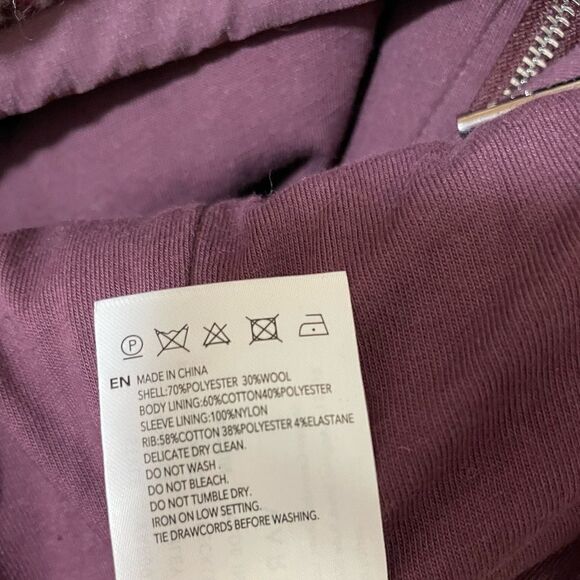 P
EN MADE IN CHINA
SHELL:70%POLYESTER 30%WOOL
BODY LINING:60%COTTON40%POLYESTER
SLEEVE LINING:100%NYLON
RIB:58%COTTON 38%POLYESTER 4%ELASTANE
DELICATE DRY CLEAN.
DO NOT WASH .
DO NOT BLEACH.
DO NOT TUMBLE DRY.
IRON ON LOW SETTING.
TIE DRAWCORDS BEFORE WASHING.